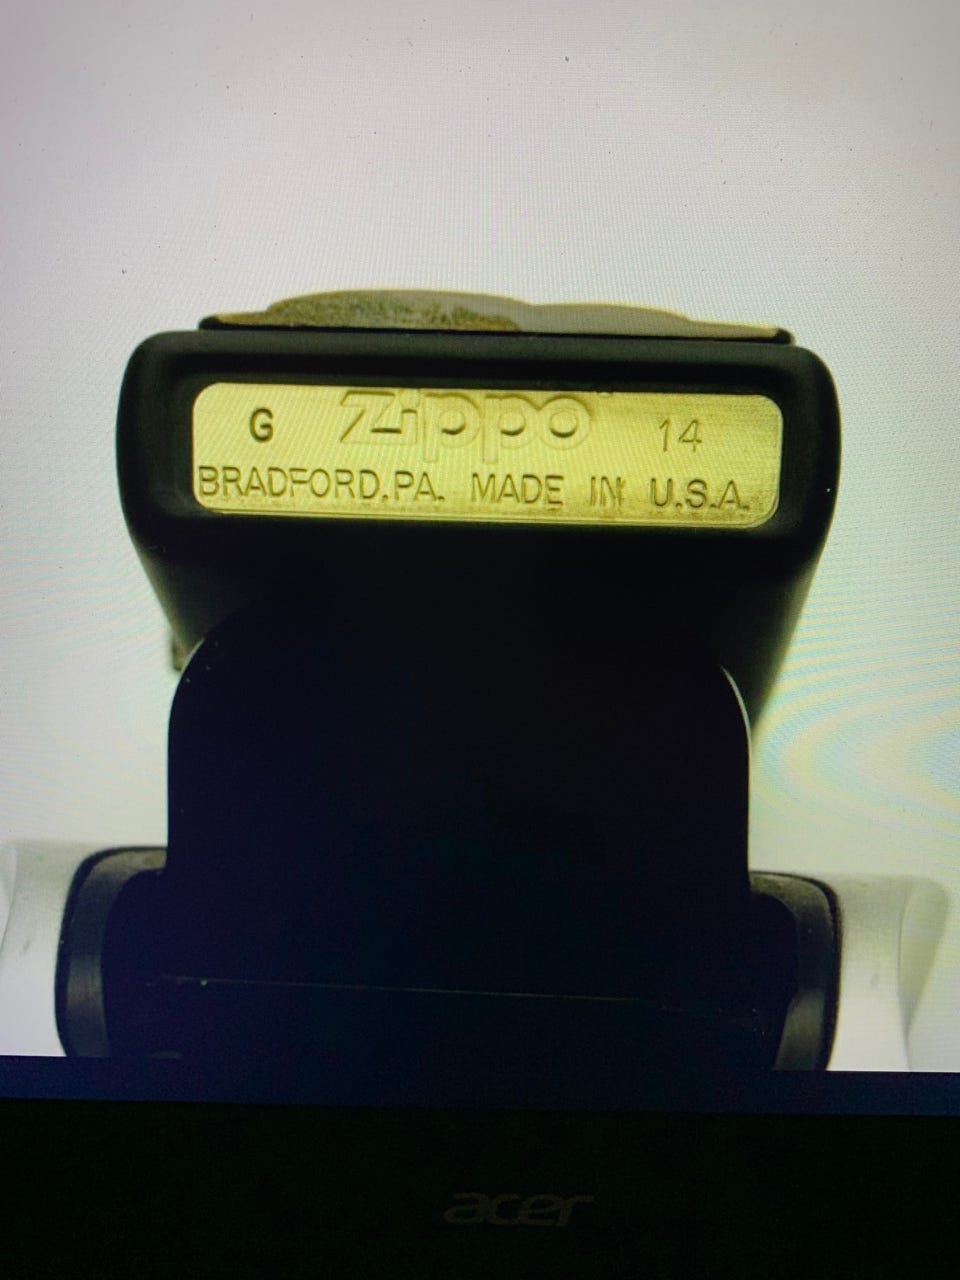 G Zippo 14
BRADFORD, PA. MADE IN U.S.A.
acer